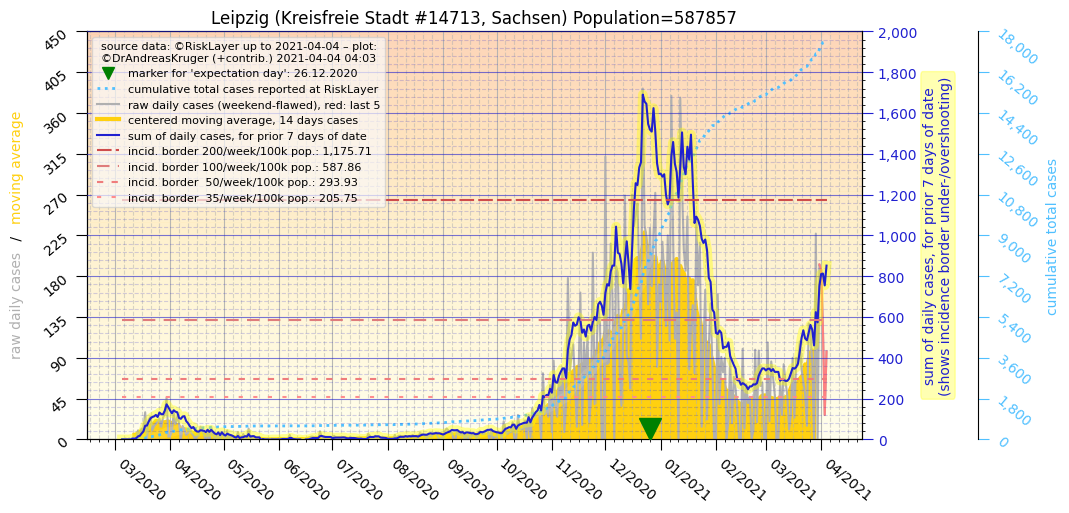 Leipzig (Kreisfreie Stadt #14713, Sachsen) Population=587857
source data: ©RiskLayer up to 2021-04-04 – plot:
©DrAndreasKruger (+contrib.) 2021-04-04 04:03
marker for 'expectation day': 26.12.2020
cumulative total cases reported at RiskLayer
raw daily cases (weekend-flawed), red: last 5
centered moving average, 14 days cases
sum of daily cases, for prior 7 days of date
incid. border 200/week/100k pop.: 1,175.71
incid. border 100/week/100k pop.: 587.86
incid. border  50/week/100k pop.: 293.93
incid. border  35/week/100k pop.: 205.75
raw daily cases  /  moving average
450
405
360
315
270
225
180
135
90
45
0
03/2020
04/2020
05/2020
06/2020
07/2020
08/2020
09/2020
10/2020
11/2020
12/2020
01/2021
02/2021
03/2021
04/2021
2,000
1,800
1,600
1,400
1,200
1,000
800
600
400
200
0
sum of daily cases, for prior 7 days of date
(shows incidence border under-/overshooting)
18,000
16,200
14,400
12,600
10,800
9,000
7,200
5,400
3,600
1,800
0
cumulative total cases